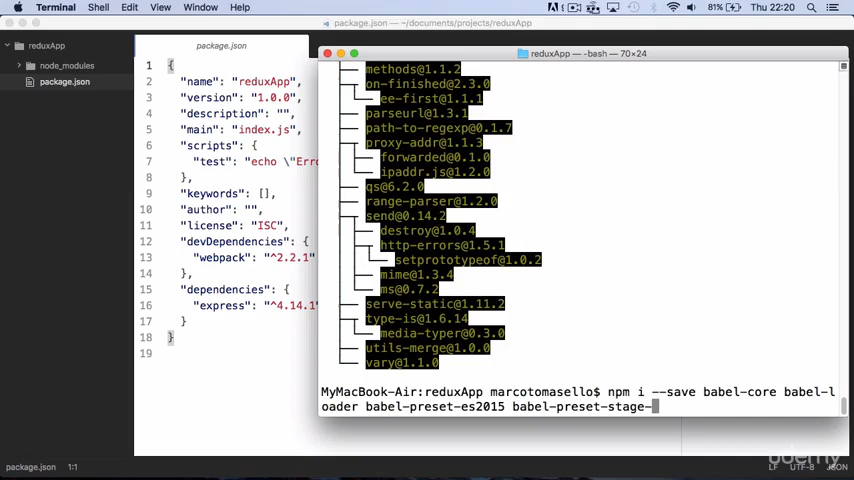 Terminal Shell Edit View Window Help
81% Thu 22:20
package.json — ~/documents/projects/reduxApp
reduxApp
node_modules
package.json
package.json
1 {
2 "name": "reduxApp",
3 "version": "1.0.0",
4 "description": "",
5 "main": "index.js",
6 "scripts": {
7 "test": "echo \"Erro
8 },
9 "keywords": [],
10 "author": "",
11 "license": "ISC",
12 "devDependencies": {
13 "webpack": "^2.2.1"
14 },
15 "dependencies": {
16 "express": "^4.14.1"
17 }
18 }
19
reduxApp — -bash — 70×24
methods@1.1.2
on-finished@2.3.0
ee-first@1.1.1
parseurl@1.3.1
path-to-regexp@0.1.7
proxy-addr@1.1.3
forwarded@0.1.0
ipaddr.js@1.2.0
qs@6.2.0
range-parser@1.2.0
send@0.14.2
destroy@1.0.4
http-errors@1.5.1
setprototypeof@1.0.2
mime@1.3.4
ms@0.7.2
serve-static@1.11.2
type-is@1.6.14
media-typer@0.3.0
utils-merge@1.0.0
vary@1.1.0
MyMacBook-Air:reduxApp marcotomasello$ npm i --save babel-core babel-l
oader babel-preset-es2015 babel-preset-stage-
package.json 1:1
LF UTF-8 JSON
udemy